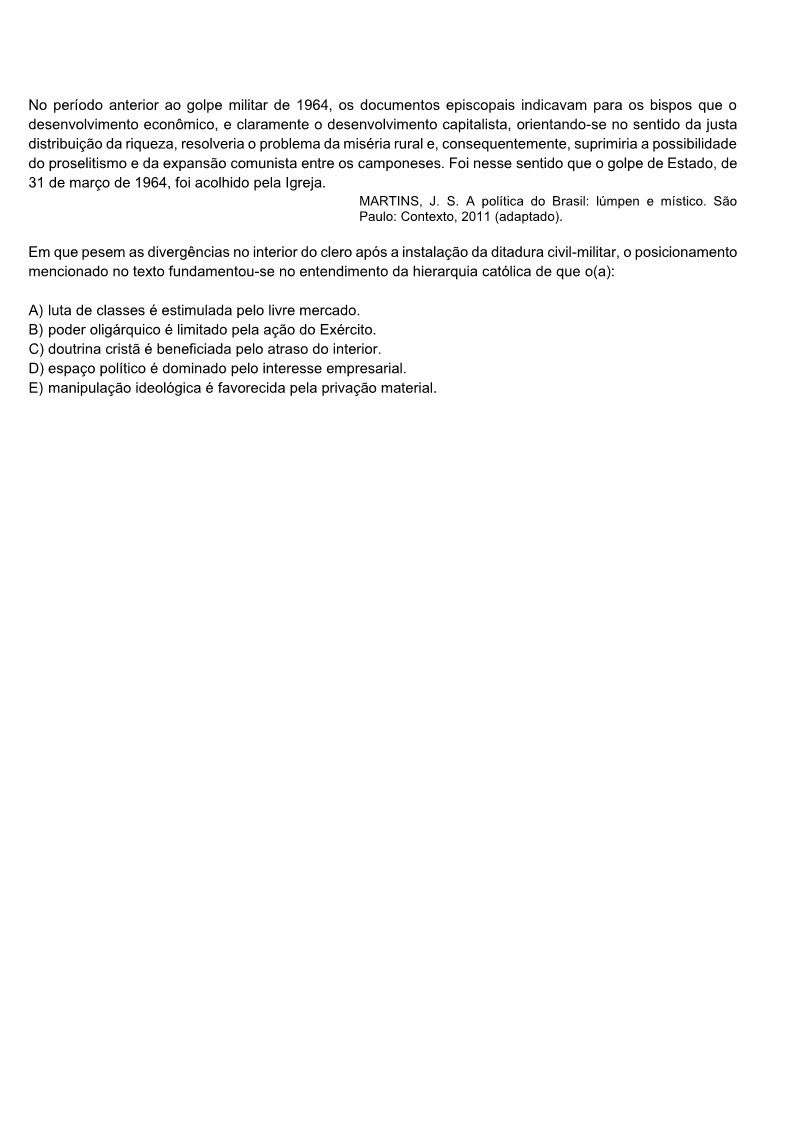 No período anterior ao golpe militar de 1964, os documentos episcopais indicavam para os bispos que o
desenvolvimento econômico, e claramente o desenvolvimento capitalista, orientando-se no sentido da justa
distribuição da riqueza, resolveria o problema da miséria rural e, consequentemente, suprimiria a possibilidade
do proselitismo e da expansão comunista entre os camponeses. Foi nesse sentido que o golpe de Estado, de
31 de março de 1964, foi acolhido pela Igreja.
MARTINS, J. S. A política do Brasil: lúmpen e místico. São
Paulo: Contexto, 2011 (adaptado).
Em que pesem as divergências no interior do clero após a instalação da ditadura civil-militar, o posicionamento
mencionado no texto fundamentou-se no entendimento da hierarquia católica de que o(a):
A) luta de classes é estimulada pelo livre mercado.
B) poder oligárquico é limitado pela ação do Exército.
C) doutrina cristã é beneficiada pelo atraso do interior.
D) espaço político é dominado pelo interesse empresarial.
E) manipulação ideológica é favorecida pela privação material.